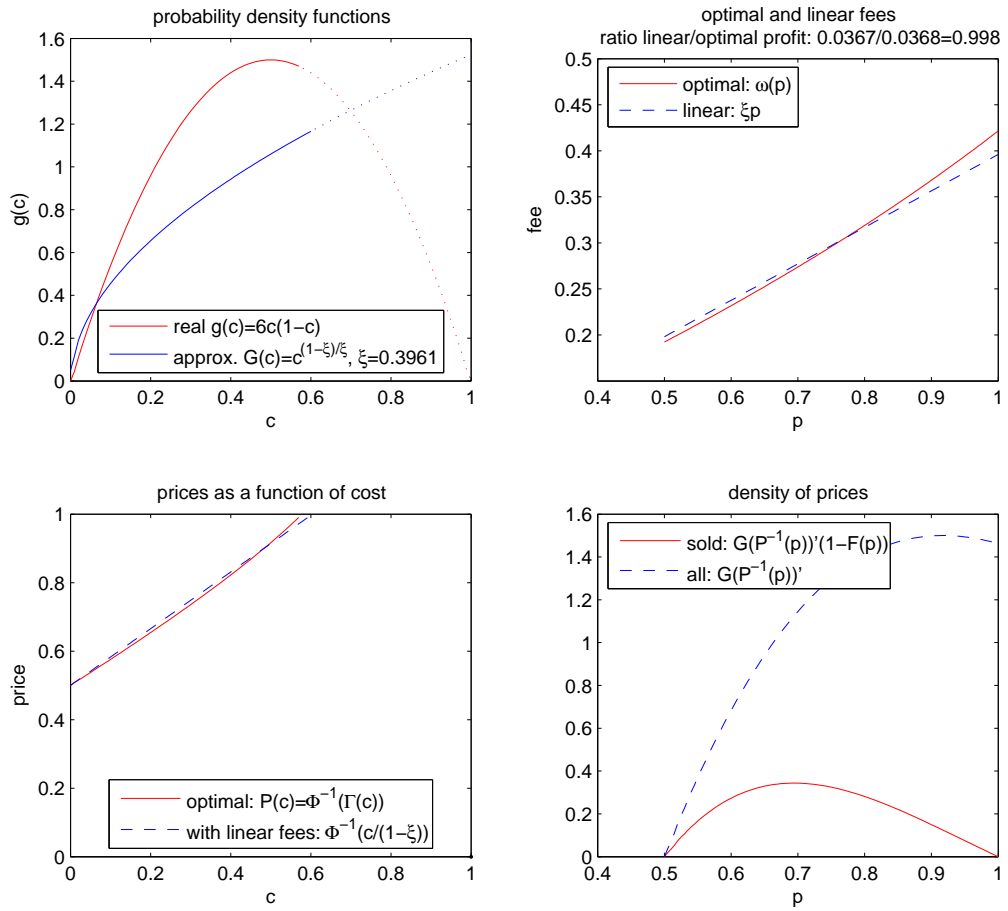 probability density functions
1.6
1.4
1.2
1
0.8
0.6
0.4
0.2
0
g(c)
real g(c)=6c(1−c)
approx. G(c)=c^(1−ξ)/ξ, ξ=0.3961
0 0.2 0.4 0.6 0.8 1
c
optimal and linear fees
ratio linear/optimal profit: 0.0367/0.0368=0.998
0.5
0.45
0.4
0.35
0.3
0.25
0.2
fee
optimal: ω(p)
linear: ξp
0.4 0.5 0.6 0.7 0.8 0.9 1
p
prices as a function of cost
1
0.8
0.6
0.4
0.2
0
price
optimal: P(c)=Φ⁻¹(Γ(c))
with linear fees: Φ⁻¹(c/(1−ξ))
0 0.2 0.4 0.6 0.8 1
c
density of prices
1.6
1.4
1.2
1
0.8
0.6
0.4
0.2
0
sold: G(P⁻¹(p))’(1−F(p))
all: G(P⁻¹(p))’
0.4 0.5 0.6 0.7 0.8 0.9 1
p